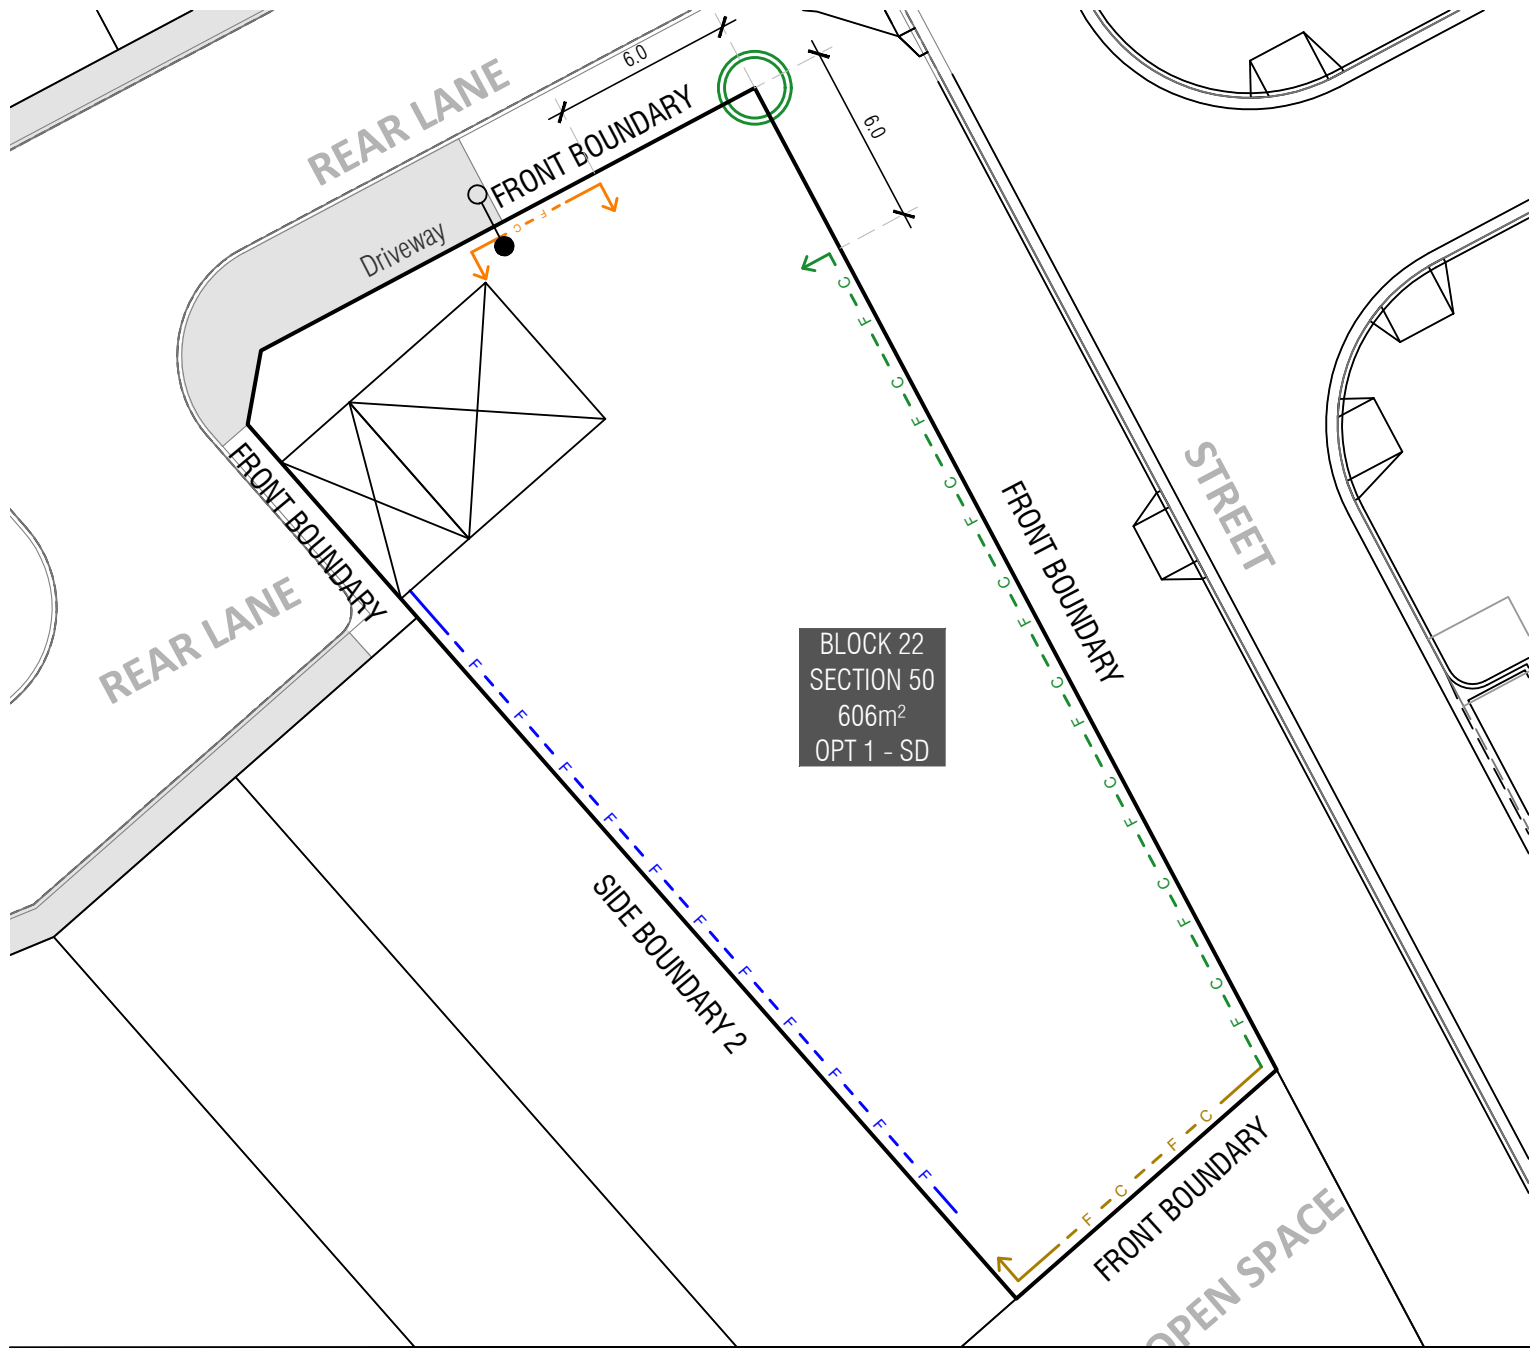 6.0
REAR LANE
FRONT BOUNDARY
6.0
Driveway
C F
FRONT BOUNDARY
REAR LANE
STREET
FRONT BOUNDARY
BLOCK 22
SECTION 50
606m²
OPT 1 - SD
C F C F C F C F C F C F C F C F
F F F F F F F F F F F
SIDE BOUNDARY 2
F C F C
FRONT BOUNDARY
OPEN SPACE